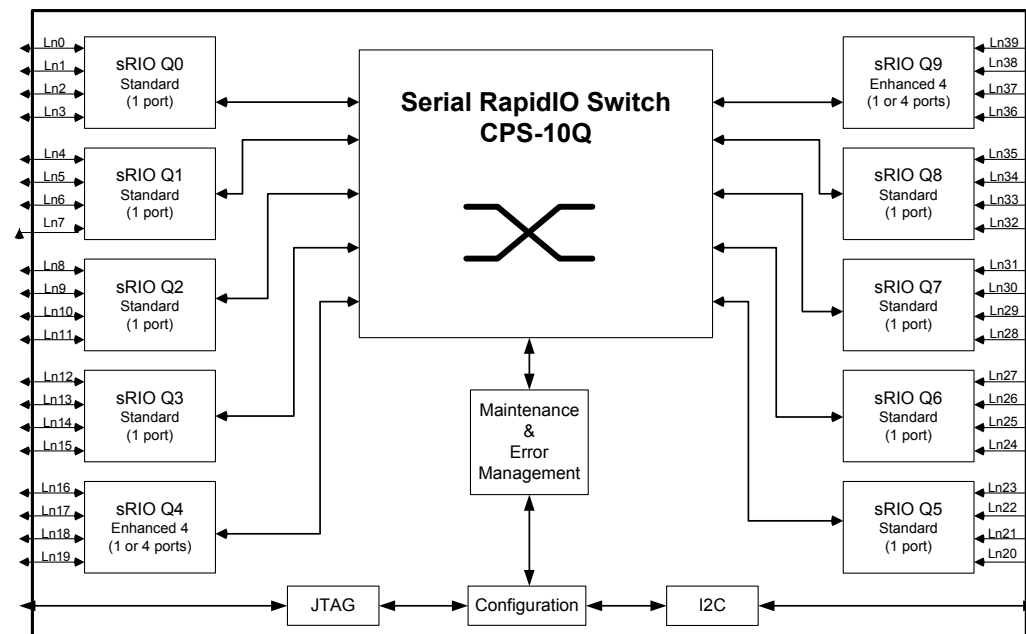 Ln0
Ln1
Ln2
Ln3
sRIO Q0
Standard
(1 port)
Ln4
Ln5
Ln6
Ln7
sRIO Q1
Standard
(1 port)
Ln8
Ln9
Ln10
Ln11
sRIO Q2
Standard
(1 port)
Ln12
Ln13
Ln14
Ln15
sRIO Q3
Standard
(1 port)
Ln16
Ln17
Ln18
Ln19
sRIO Q4
Enhanced 4
(1 or 4 ports)
Serial RapidIO Switch
CPS-10Q
Maintenance
&
Error
Management
JTAG
Configuration
I2C
sRIO Q9
Enhanced 4
(1 or 4 ports)
Ln39
Ln38
Ln37
Ln36
sRIO Q8
Standard
(1 port)
Ln35
Ln34
Ln33
Ln32
sRIO Q7
Standard
(1 port)
Ln31
Ln30
Ln29
Ln28
sRIO Q6
Standard
(1 port)
Ln27
Ln26
Ln25
Ln24
sRIO Q5
Standard
(1 port)
Ln23
Ln22
Ln21
Ln20